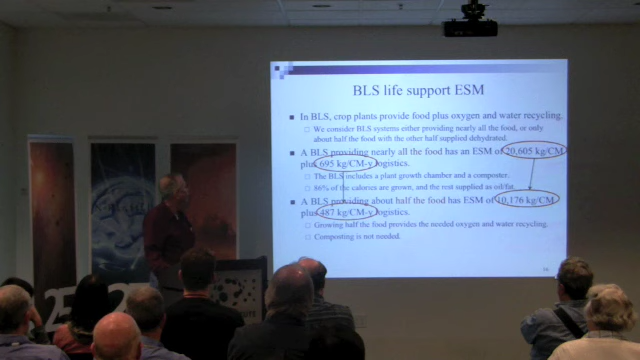 BLS life support ESM
■ In BLS, crop plants provide food plus oxygen and water recycling.
□ We consider BLS systems either providing nearly all the food, or only
about half the food with the other half supplied dehydrated.
■ A BLS providing nearly all the food has an ESM of 20,605 kg/CM
plus 695 kg/CM-y logistics.
□ The BLS includes a plant growth chamber and a composter.
□ 86% of the calories are grown, and the rest supplied as oil/fat.
■ A BLS providing about half the food has ESM of 10,176 kg/CM
plus 487 kg/CM-y logistics.
□ Growing half the food provides the needed oxygen and water recycling.
□ Composting is not needed.